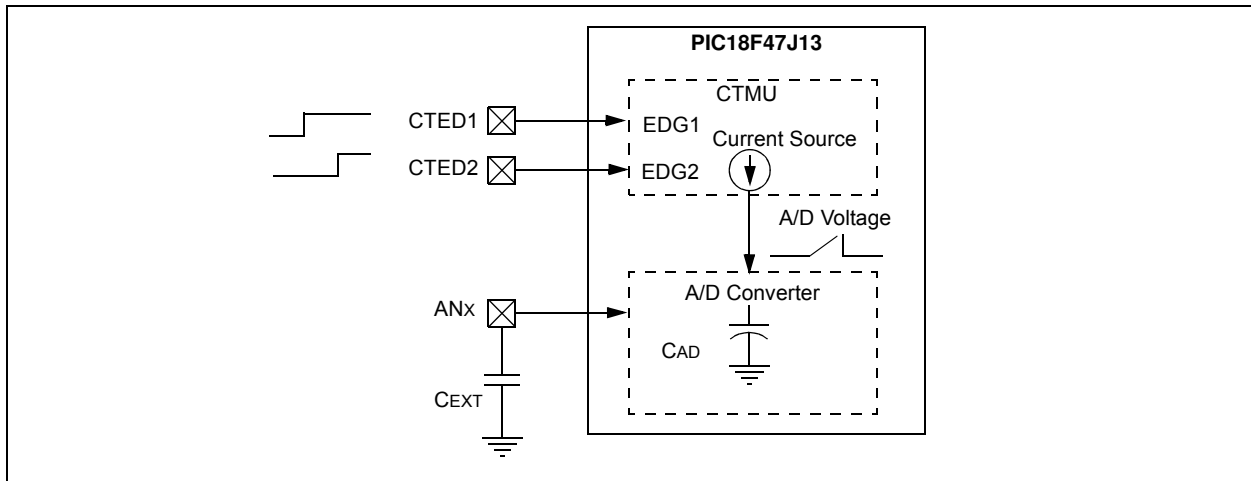 PIC18F47J13
CTMU
CTED1
EDG1
Current Source
CTED2
EDG2
A/D Voltage
A/D Converter
ANX
CAD
CEXT